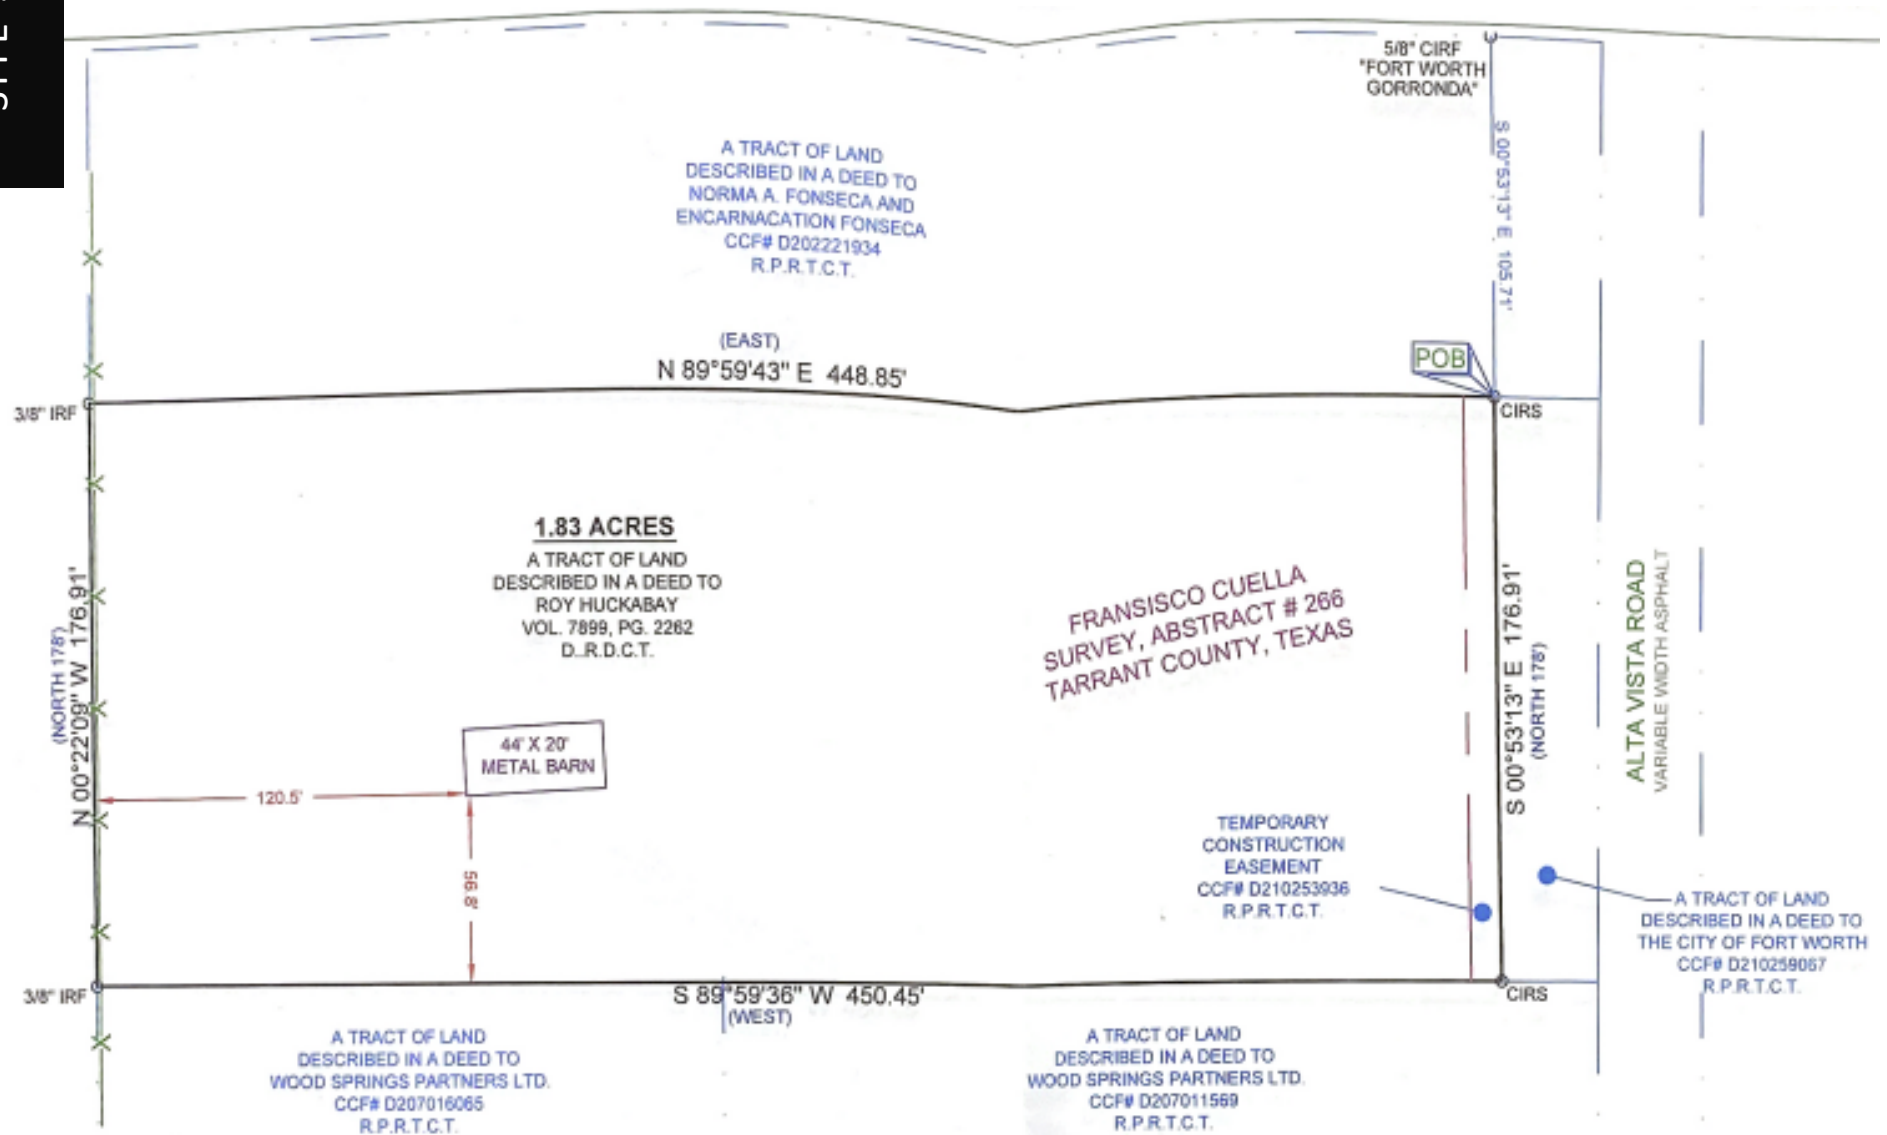 5/8" CIRF
"FORT WORTH
GORRONDA"
S 00°53'13" E 105.71'
A TRACT OF LAND
DESCRIBED IN A DEED TO
NORMA A. FONSECA AND
ENCARNACATION FONSECA
CCF# D202221934
R.P.R.T.C.T.
(EAST)
N 89°59'43" E 448.85'
POB
3/8" IRF
CIRS
1.83 ACRES
A TRACT OF LAND
DESCRIBED IN A DEED TO
ROY HUCKABAY
VOL. 7899, PG. 2262
D..R.D.C.T.
FRANSISCO CUELLA
SURVEY, ABSTRACT # 266
TARRANT COUNTY, TEXAS
(NORTH 178')
N 00°22'09" W 176.91'
S 00°53'13" E 176.91'
(NORTH 178')
ALTA VISTA ROAD
VARIABLE WIDTH ASPHALT
44' X 20'
METAL BARN
120.5'
56.8'
TEMPORARY
CONSTRUCTION
EASEMENT
CCF# D210253936
R.P.R.T.C.T.
A TRACT OF LAND
DESCRIBED IN A DEED TO
THE CITY OF FORT WORTH
CCF# D210259067
R.P.R.T.C.T.
3/8" IRF
S 89°59'36" W 450.45'
(WEST)
CIRS
A TRACT OF LAND
DESCRIBED IN A DEED TO
WOOD SPRINGS PARTNERS LTD.
CCF# D207016065
R.P.R.T.C.T.
A TRACT OF LAND
DESCRIBED IN A DEED TO
WOOD SPRINGS PARTNERS LTD.
CCF# D207011569
R.P.R.T.C.T.